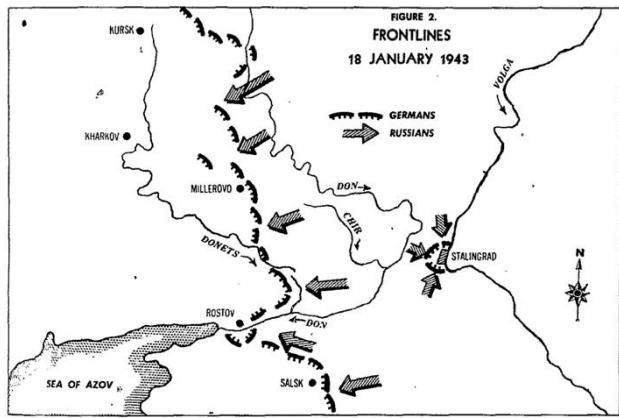 FIGURE 2.
FRONTLINES
18 JANUARY 1943
GERMANS
RUSSIANS
KURSK
VOLGA
KHARKOV
MILLEROVO
DON
CHIR
DONETS
STALINGRAD
N
ROSTOV
DON
SEA OF AZOV
SALSK